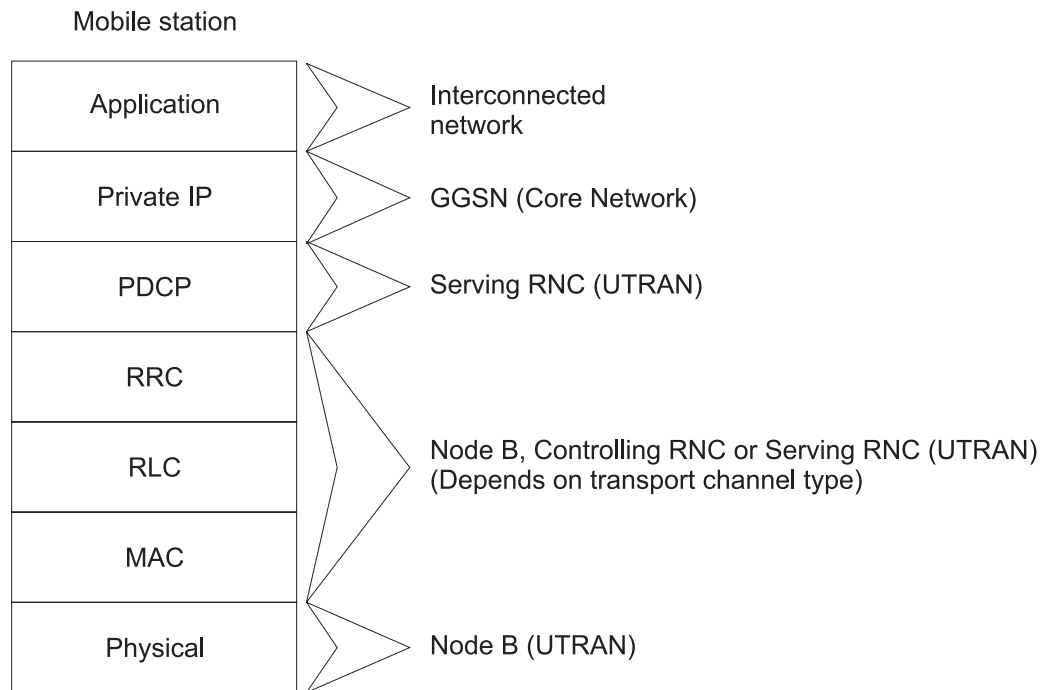 Mobile station
Application
Interconnected
network
Private IP
GGSN (Core Network)
PDCP
Serving RNC (UTRAN)
RRC
RLC
Node B, Controlling RNC or Serving RNC (UTRAN)
(Depends on transport channel type)
MAC
Physical
Node B (UTRAN)